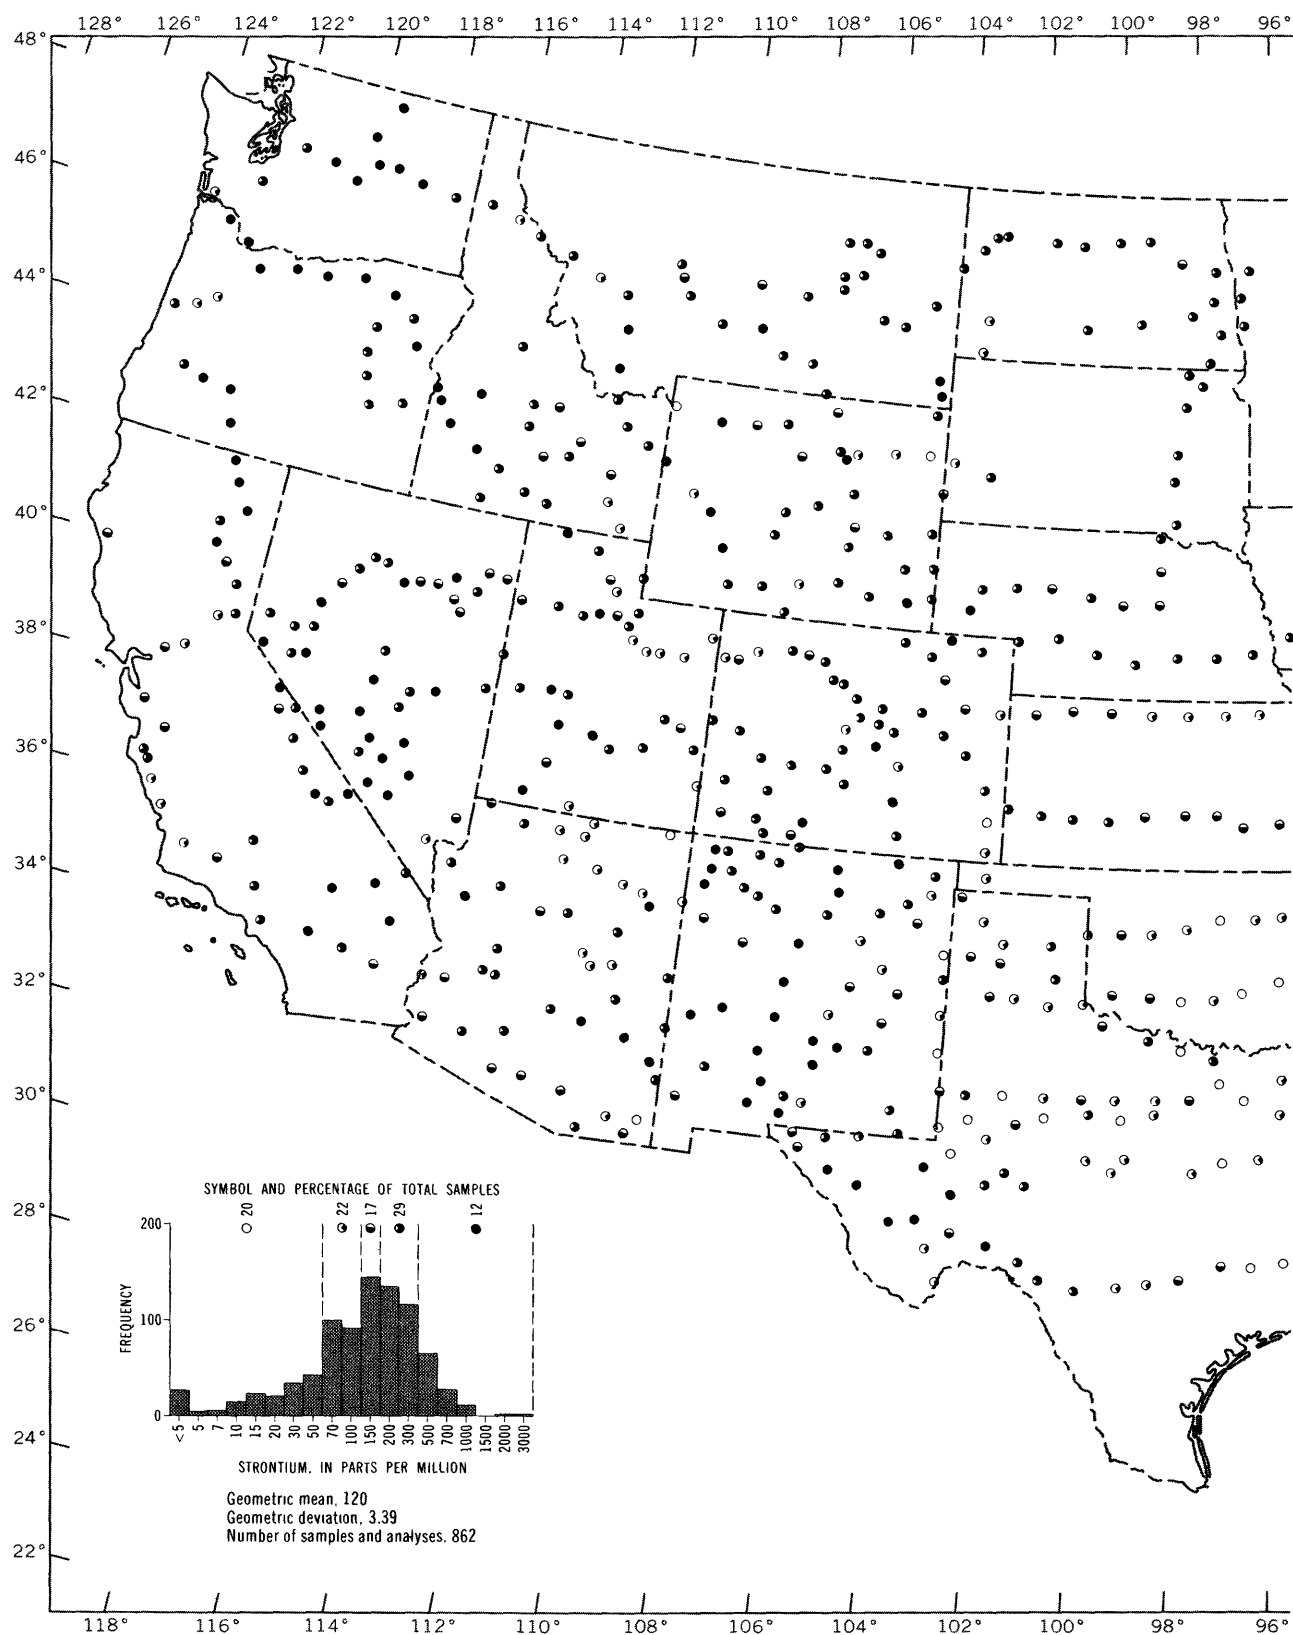 128° 126° 124° 122° 120° 118° 116° 114° 112° 110° 108° 106° 104° 102° 100° 98° 96°
48°
46°
44°
42°
40°
38°
36°
34°
32°
30°
28°
26°
24°
22°
SYMBOL AND PERCENTAGE OF TOTAL SAMPLES
20 22 17 29 12
200
100
0
FREQUENCY
<5 5 7 10 15 20 30 50 70 100 150 200 300 500 700 1000 1500 2000 3000
STRONTIUM, IN PARTS PER MILLION
Geometric mean, 120
Geometric deviation, 3.39
Number of samples and analyses, 862
118° 116° 114° 112° 110° 108° 106° 104° 102° 100° 98° 96°